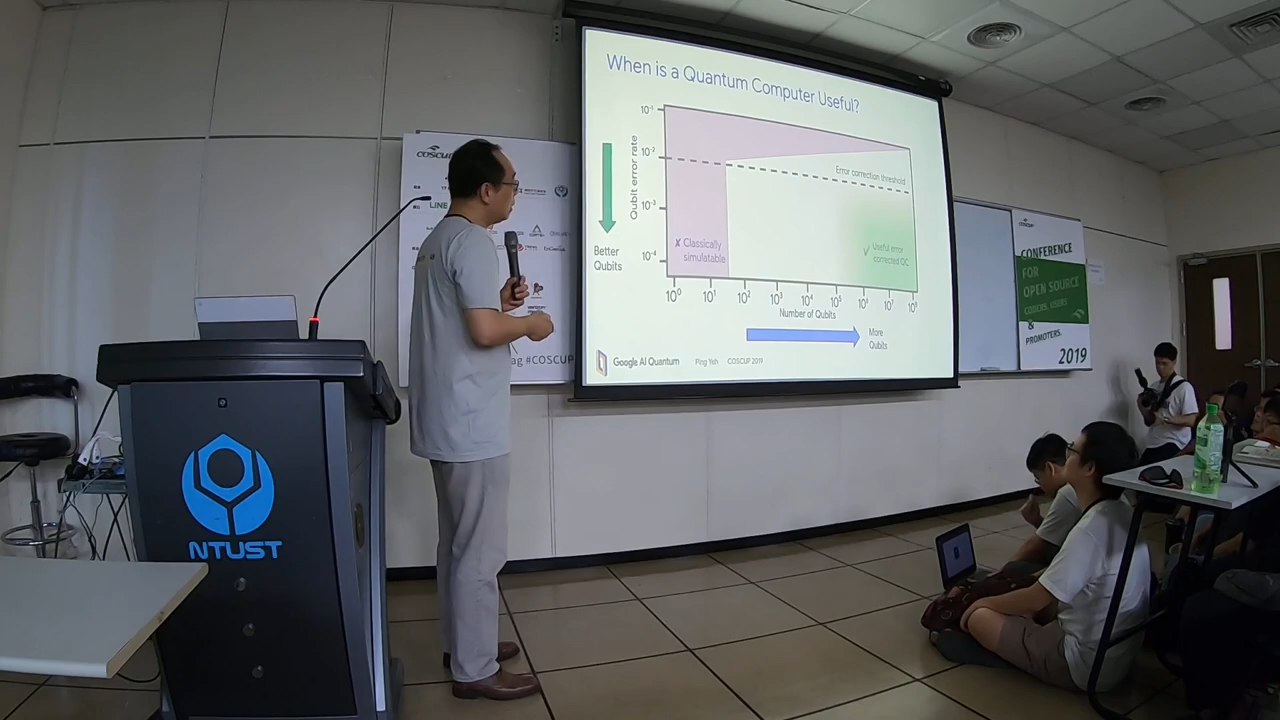 When is a Quantum Computer Useful?
10⁻¹
10⁻²
10⁻³
10⁻⁴
Qubit error rate
Better
Qubits
Error correction threshold
✗ Classically
simulatable
✓ Useful error
corrected QC
10⁰ 10¹ 10² 10³ 10⁴ 10⁵ 10⁶ 10⁷ 10⁸
Number of Qubits
More
Qubits
Google AI Quantum Ping Yeh COSCUP 2019
COSCUP
LINE
#COSCUP
NTUST
CONFERENCE
FOR
OPEN SOURCE
CODERS, USERS
&
PROMOTERS.
2019